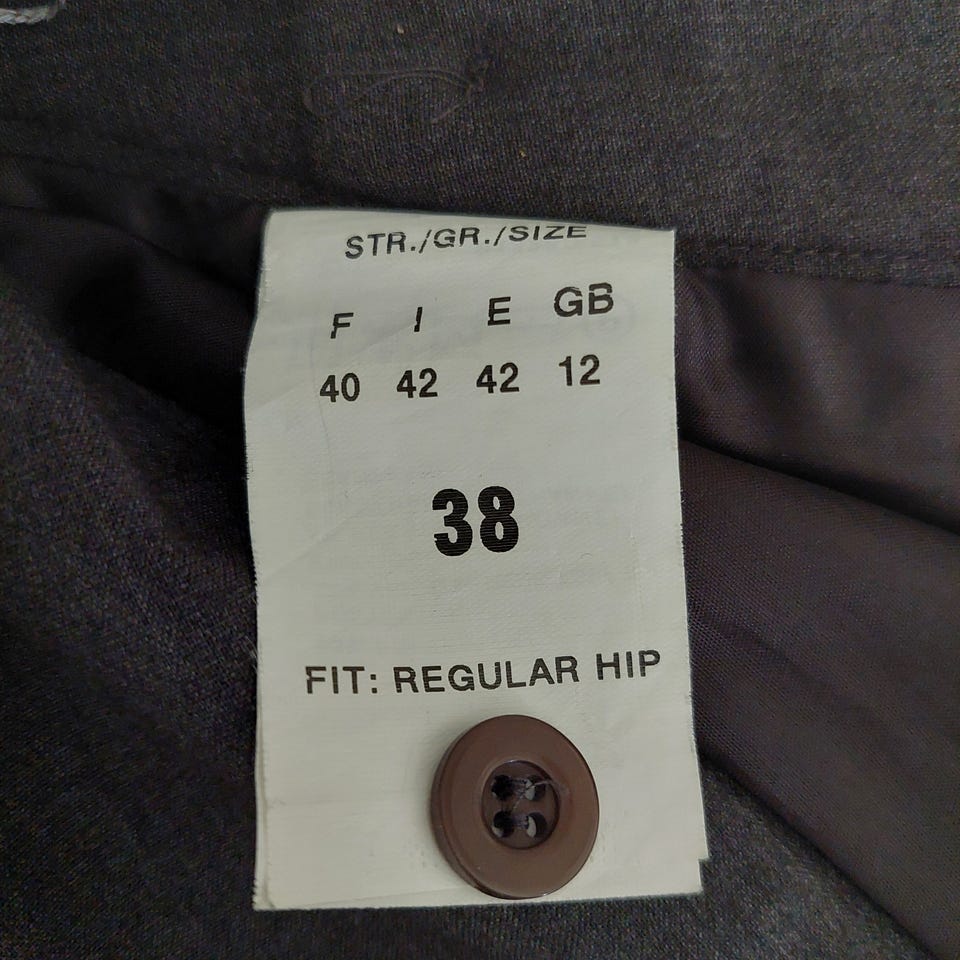 STR./GR./SIZE
F I E GB
40 42 42 12
38
FIT: REGULAR HIP